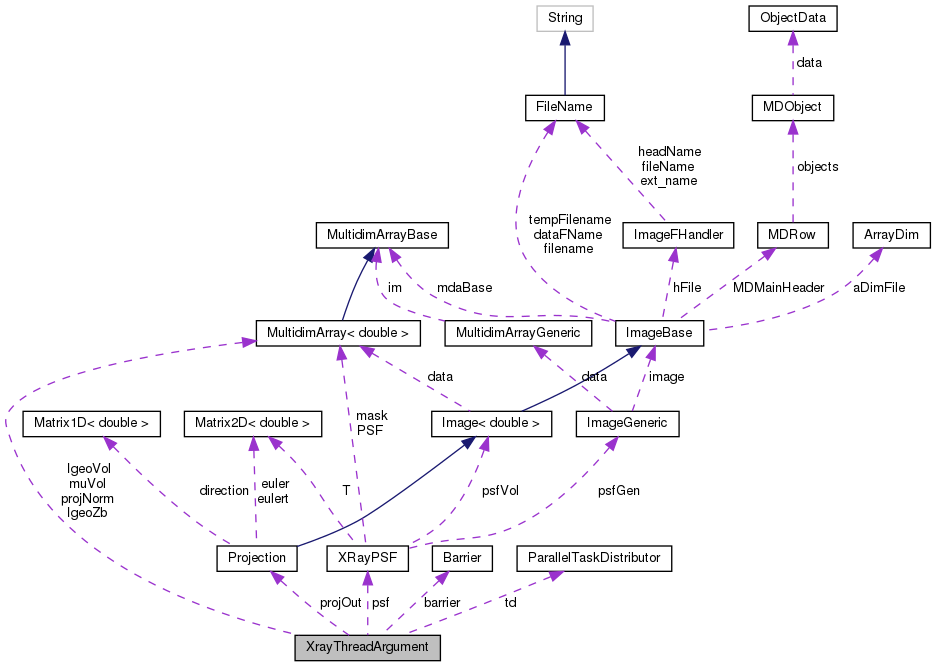 String
ObjectData
data
FileName
MDObject
headName
fileName
ext_name
objects
tempFilename
dataFName
filename
MultidimArrayBase
ImageFHandler
MDRow
ArrayDim
im
mdaBase
hFile
MDMainHeader
aDimFile
MultidimArray< double >
MultidimArrayGeneric
ImageBase
data
data
image
Matrix1D< double >
Matrix2D< double >
mask
PSF
Image< double >
ImageGeneric
IgeoVol
muVol
projNorm
IgeoZb
direction
euler
eulert
T
psfVol
psfGen
Projection
XRayPSF
Barrier
ParallelTaskDistributor
projOut
psf
barrier
td
XrayThreadArgument